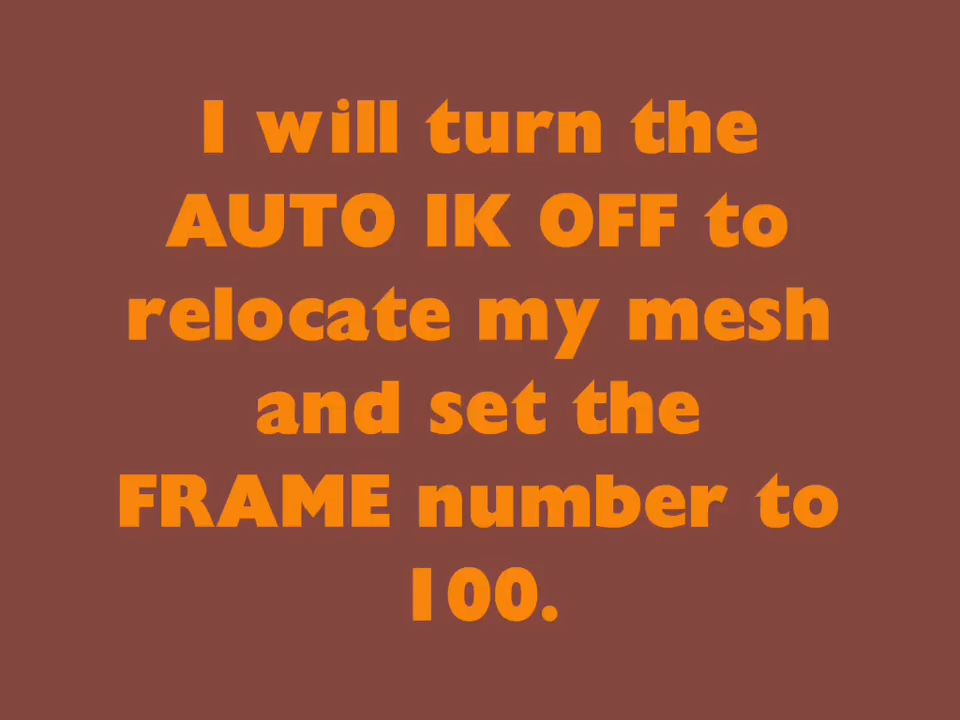 I will turn the
AUTO IK OFF to
relocate my mesh
and set the
FRAME number to
100.